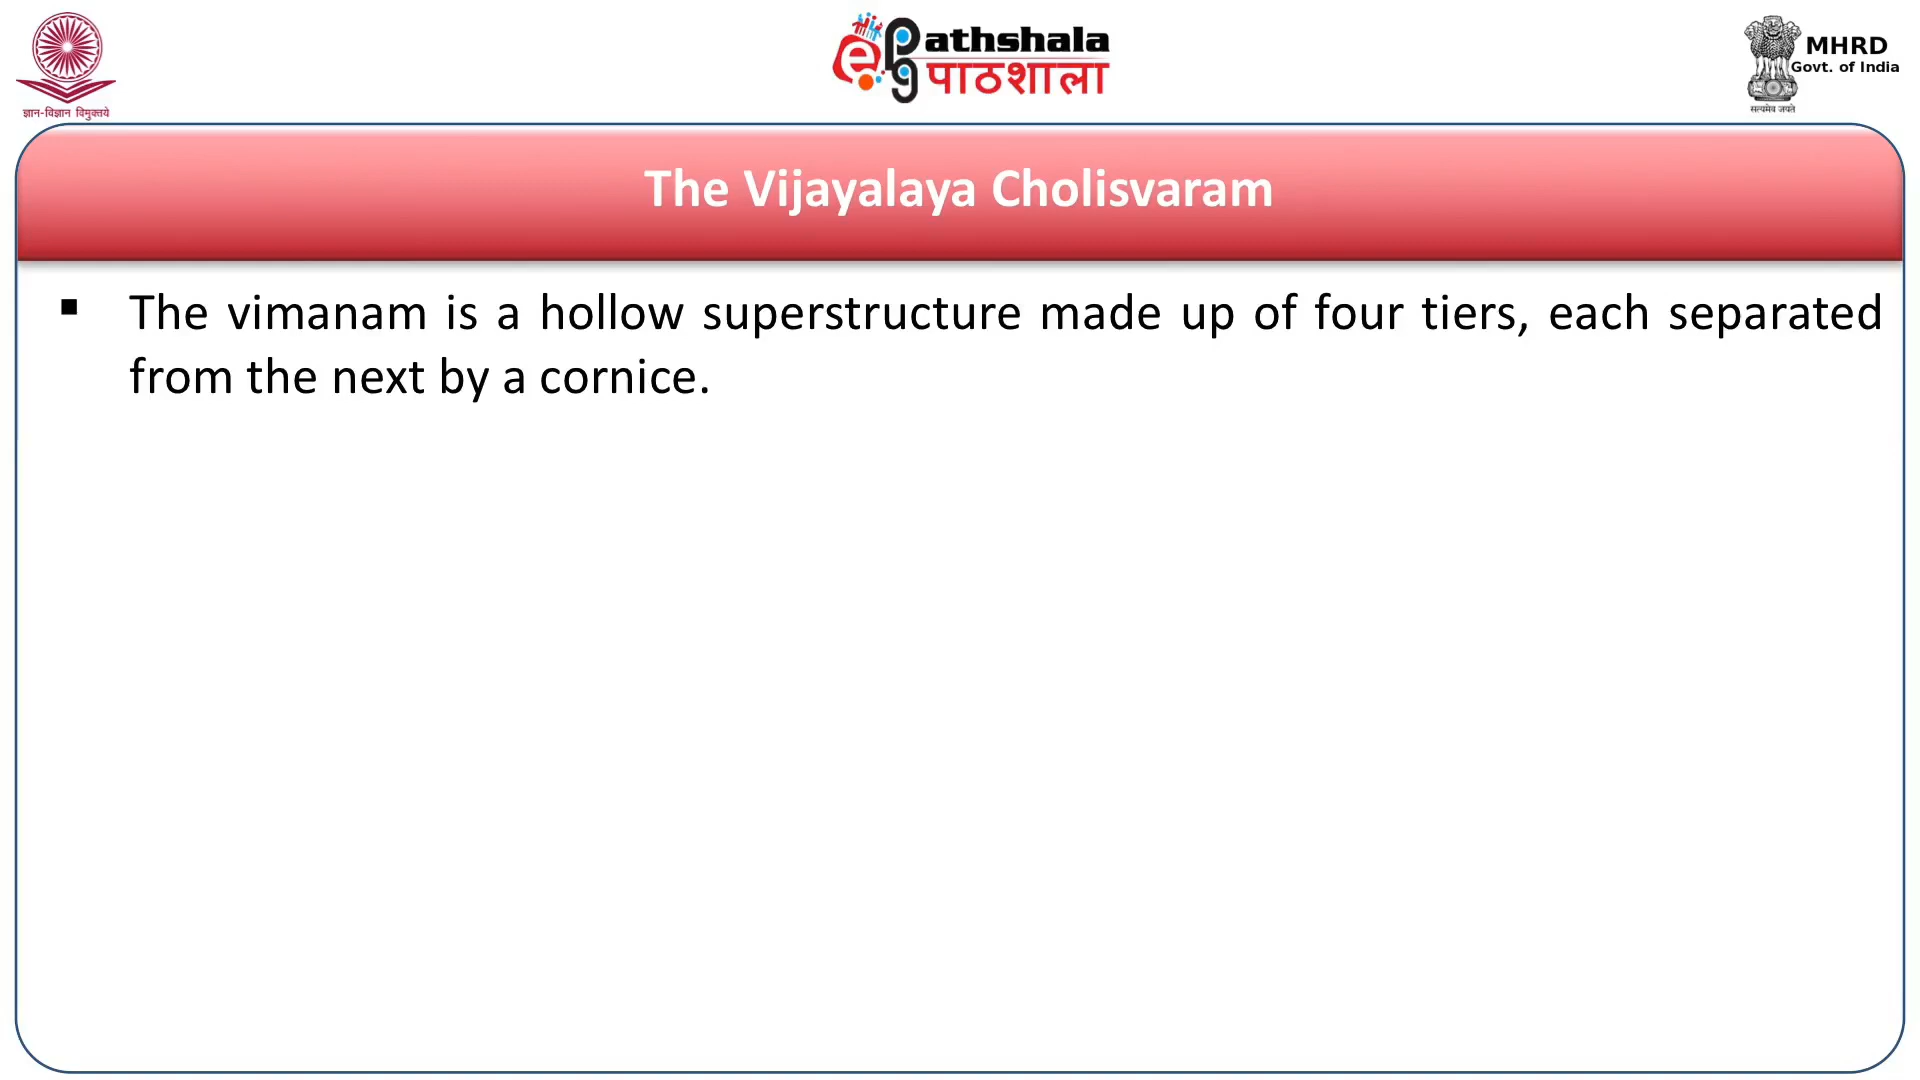 ज्ञान-विज्ञान विमुक्तये
e
Pathshala
पाठशाला
सत्यमेव जयते
MHRD
Govt. of India
The Vijayalaya Cholisvaram
▪ The vimanam is a hollow superstructure made up of four tiers, each separated
from the next by a cornice.